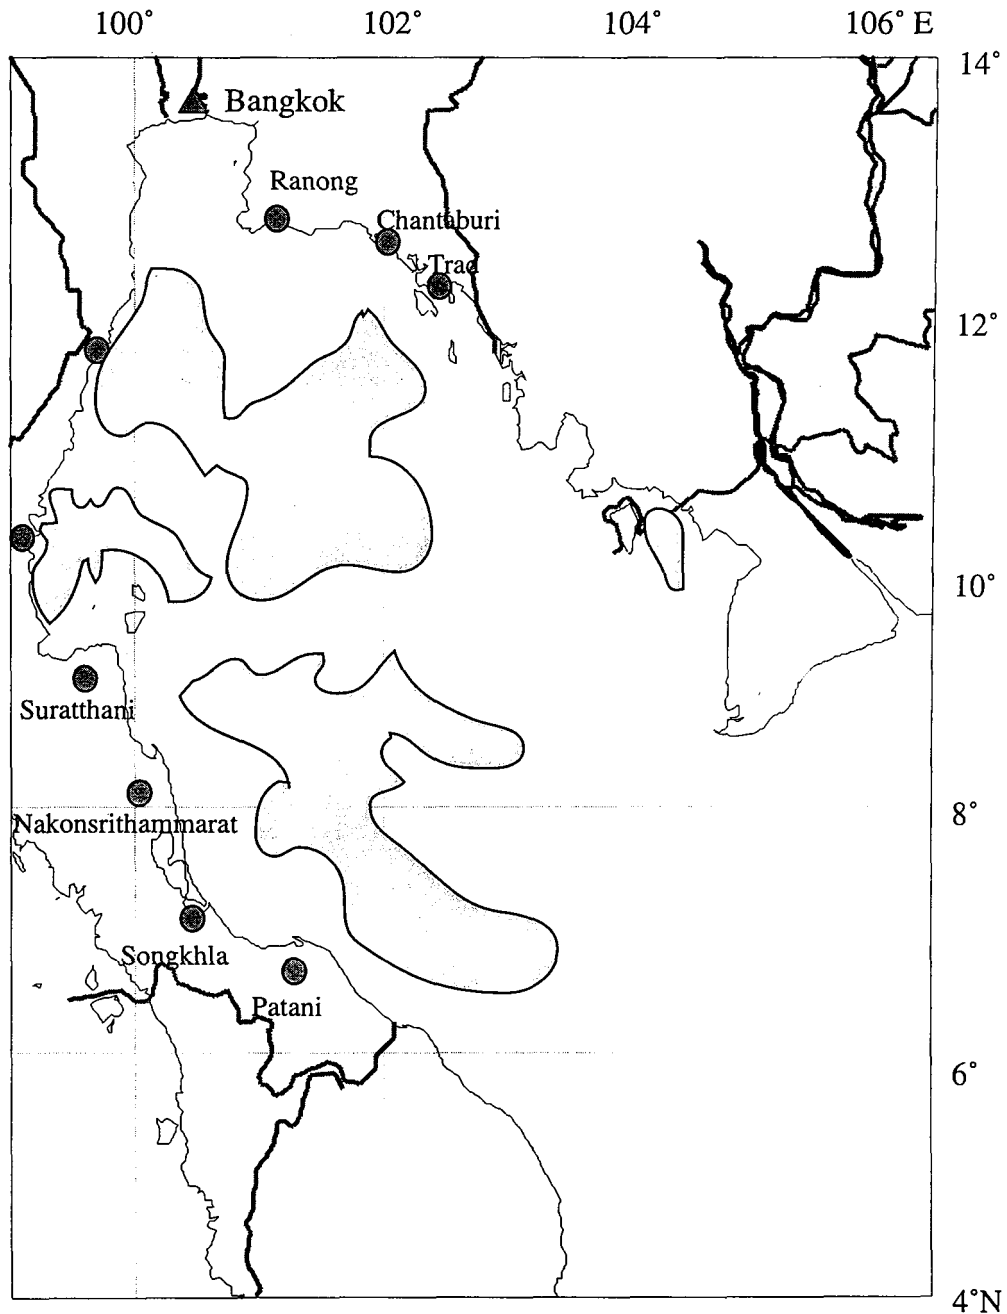 100° 102° 104° 106° E
14°
Bangkok
Ranong
Chantaburi
Trad
12°
10°
Suratthani
8°
Nakonsrithammarat
Songkhla
Patani
6°
4°N